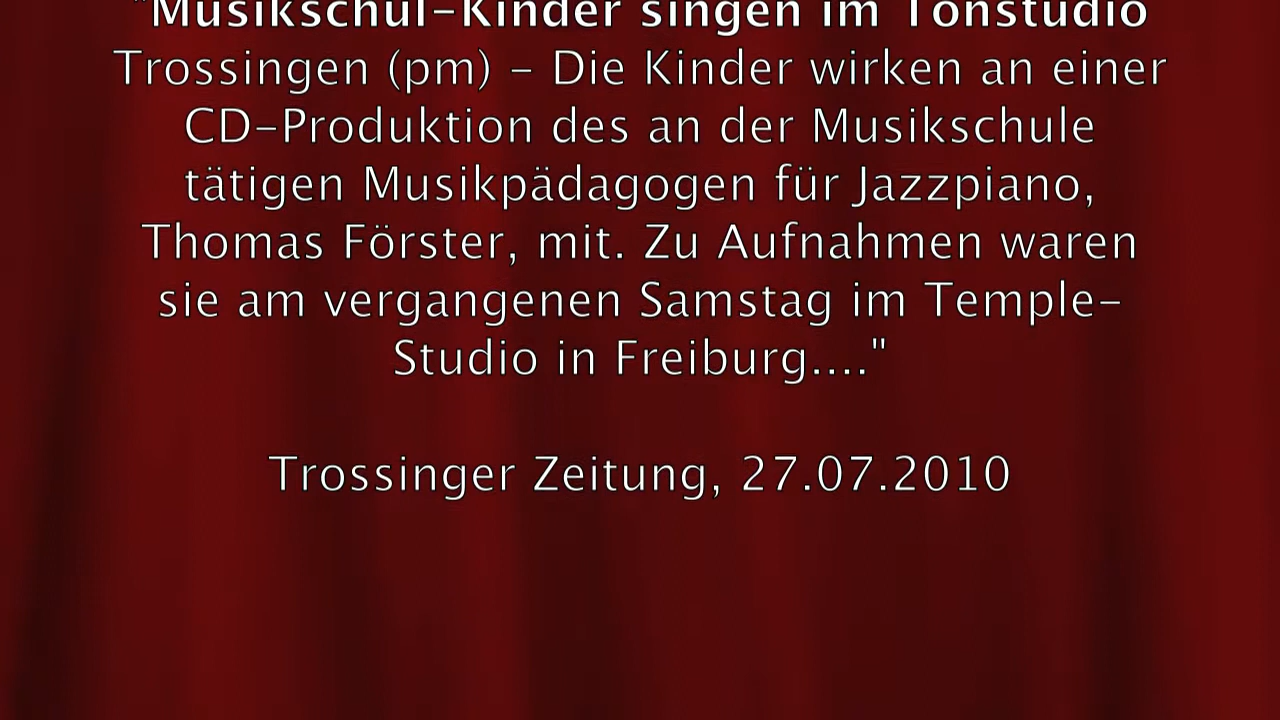 "Musikschul-Kinder singen im Tonstudio
Trossingen (pm) - Die Kinder wirken an einer
CD-Produktion des an der Musikschule
tätigen Musikpädagogen für Jazzpiano,
Thomas Förster, mit. Zu Aufnahmen waren
sie am vergangenen Samstag im Temple-
Studio in Freiburg...."
Trossinger Zeitung, 27.07.2010